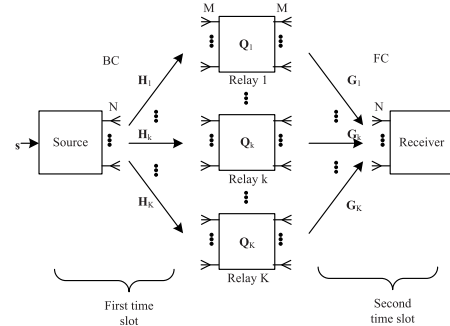 M M
Q1
BC FC
H1 Relay 1 G1
N N
s Source Hk Qk Gk Receiver
Relay k
HK GK
QK
Relay K
First time
slot
Second
time slot